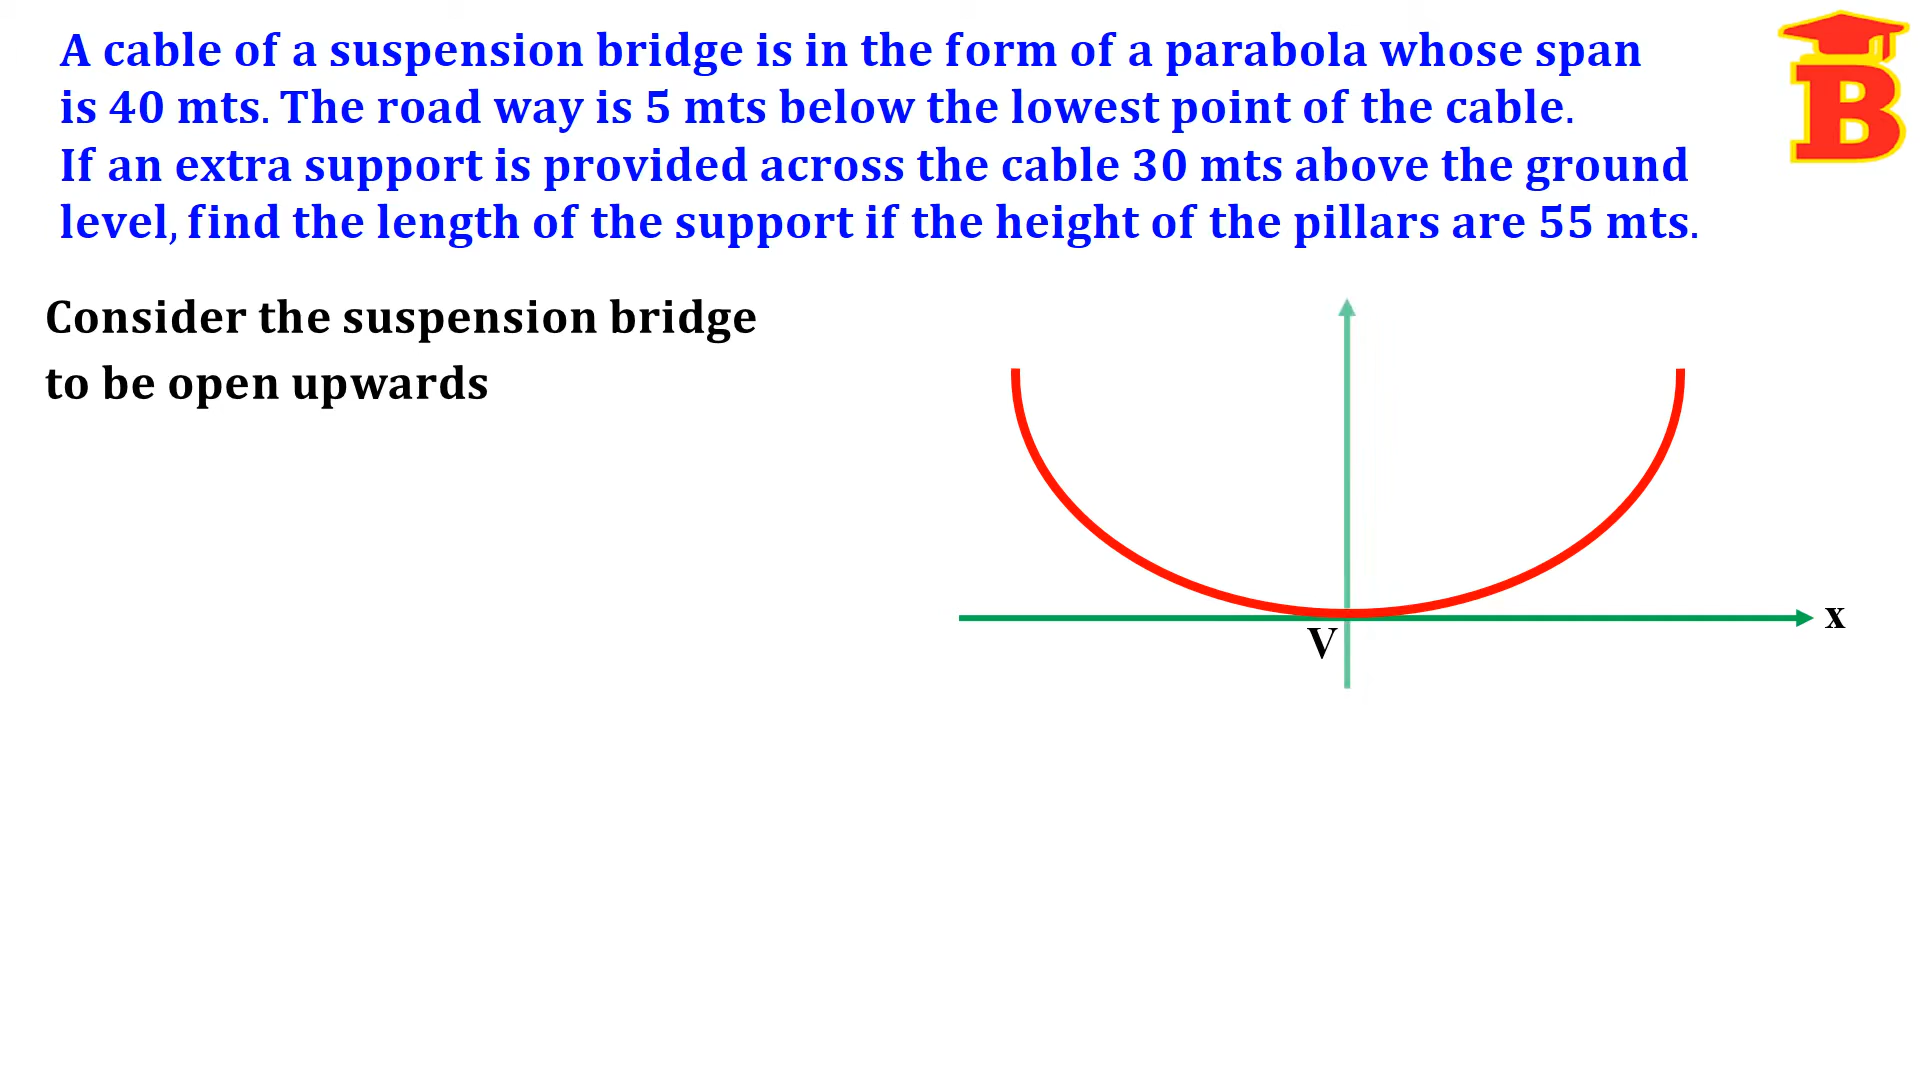 A cable of a suspension bridge is in the form of a parabola whose span
is 40 mts. The road way is 5 mts below the lowest point of the cable.
If an extra support is provided across the cable 30 mts above the ground
level, find the length of the support if the height of the pillars are 55 mts.
B
Consider the suspension bridge
to be open upwards
x
V